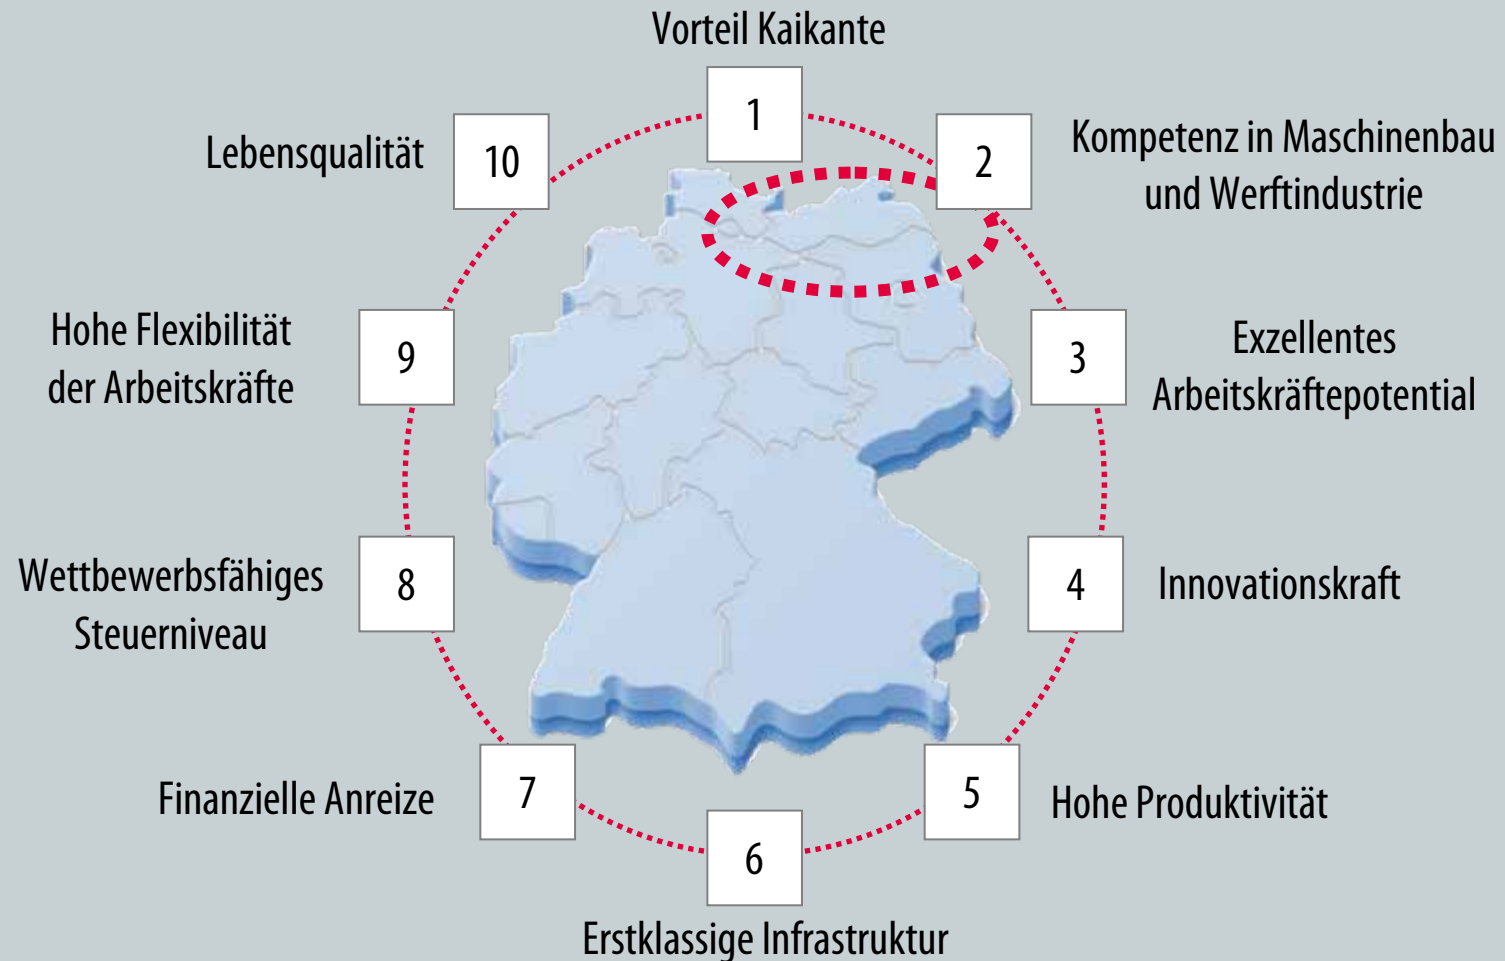 Vorteil Kaikante
1
2
Kompetenz in Maschinenbau
und Werftindustrie
3
Exzellentes
Arbeitskräftepotential
4
Innovationskraft
5
Hohe Produktivität
6
Erstklassige Infrastruktur
7
Finanzielle Anreize
8
Wettbewerbsfähiges
Steuerniveau
9
Hohe Flexibilität
der Arbeitskräfte
10
Lebensqualität